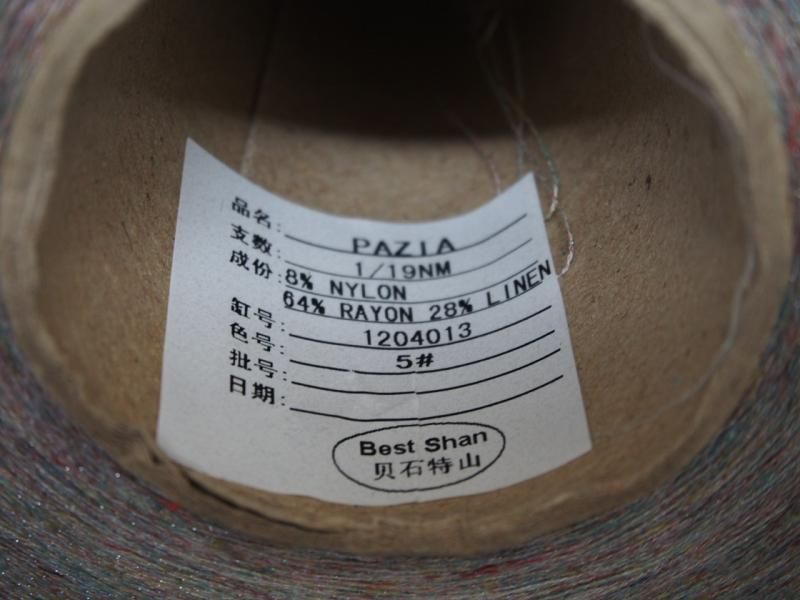 品名: PAZIA
支數: 1/19NM
成份: 8% NYLON
64% RAYON 28% LINEN
缸号: 1204013
色号: 5#
批号:
日期:
Best Shan
贝石特山